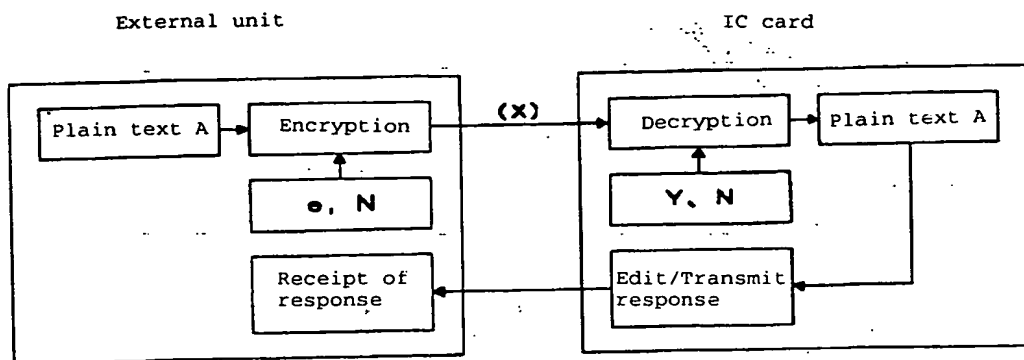 External unit
IC card
Plain text A
Encryption
(X)
Decryption
Plain text A
e, N
Y、N
Receipt of
response
Edit/Transmit
response